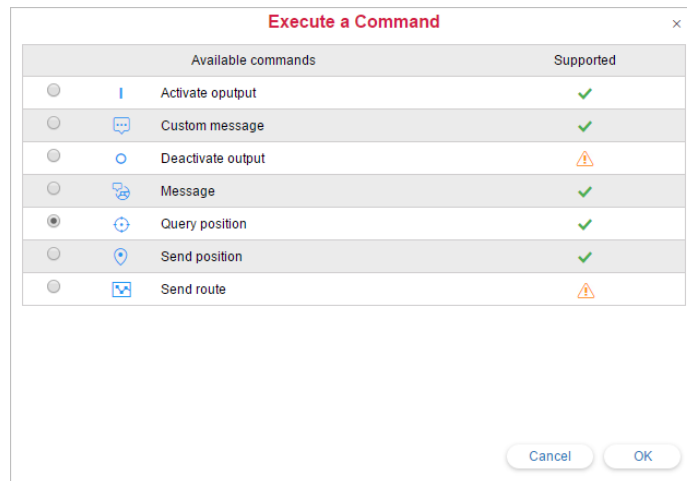 Execute a Command
×
Available commands Supported
Activate oputput
Custom message
Deactivate output
Message
Query position
Send position
Send route
Cancel OK